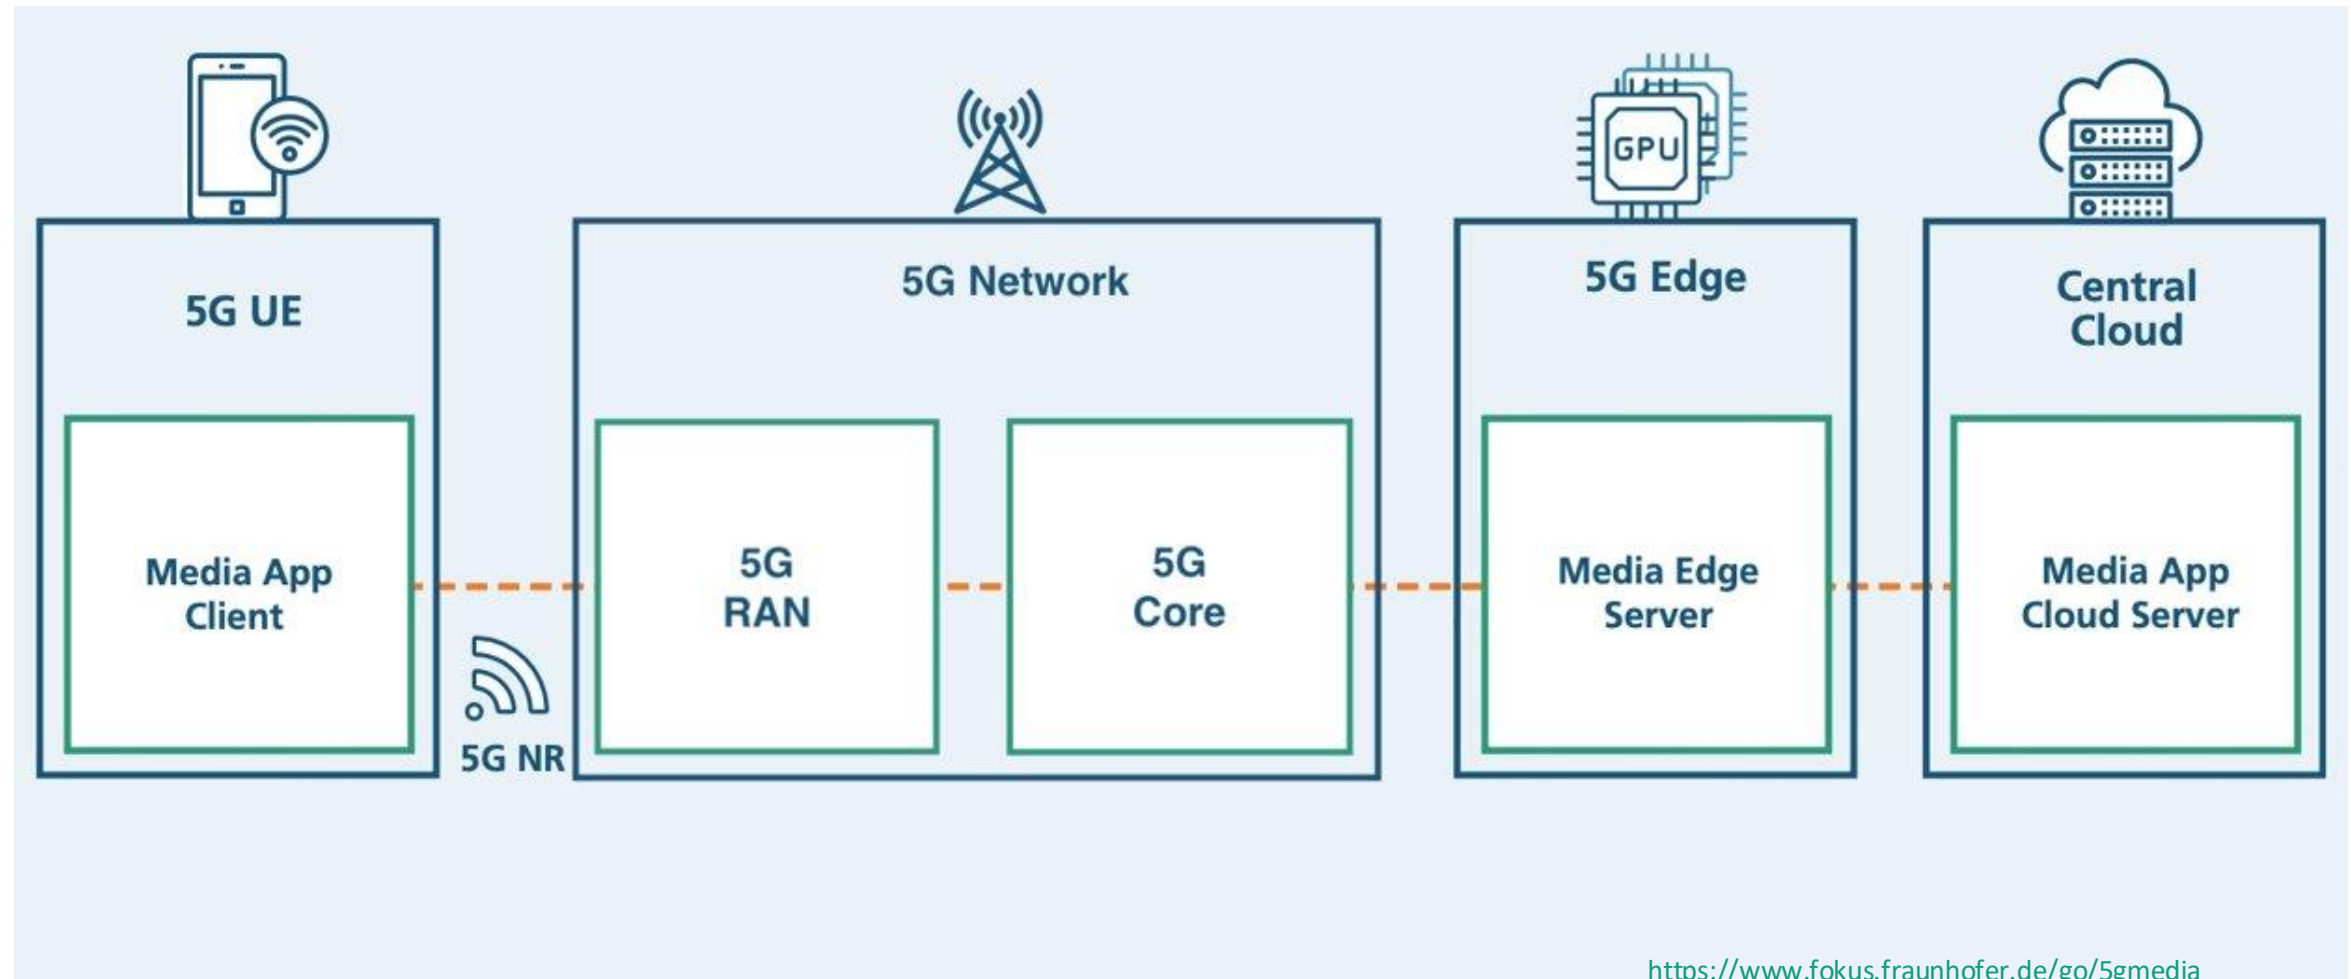 GPU
5G UE
5G Network
5G Edge
Central
Cloud
Media App
Client
5G NR
5G
RAN
5G
Core
Media Edge
Server
Media App
Cloud Server
https://www.fokus.fraunhofer.de/go/5gmedia